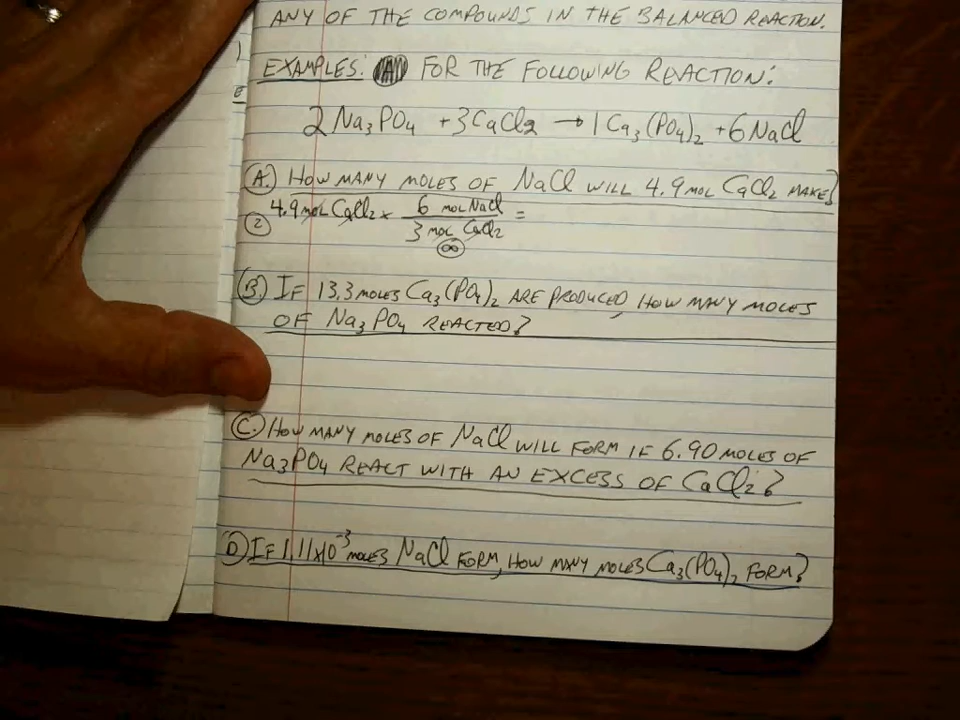 ANY OF THE COMPOUNDS IN THE BALANCED REACTION.
EXAMPLES: FOR THE FOLLOWING REACTION:
2 Na₃PO₄ + 3 CaCl₂ → 1 Ca₃(PO₄)₂ + 6 NaCl
A. HOW MANY MOLES OF NaCl WILL 4.9 mol CaCl₂ MAKE?
4.9 mol CaCl₂ × 6 mol NaCl / 3 mol CaCl₂ =
2 ∞
B. IF 13.3 MOLES Ca₃(PO₄)₂ ARE PRODUCED, HOW MANY MOLES
OF Na₃PO₄ REACTED?
C. HOW MANY MOLES OF NaCl WILL FORM IF 6.90 MOLES OF
Na₃PO₄ REACT WITH AN EXCESS OF CaCl₂?
D. IF 1.11×10⁻³ MOLES NaCl FORM, HOW MANY MOLES Ca₃(PO₄)₂ FORM?